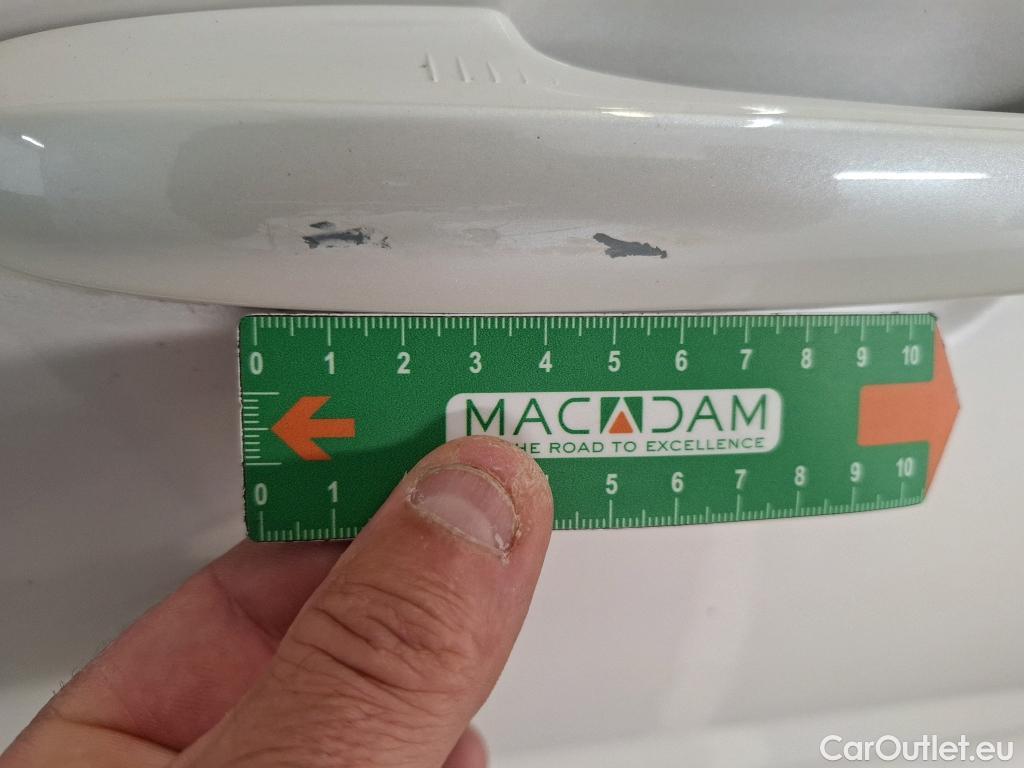 0 1 2 3 4 5 6 7 8 9 10
MACADAM
HE ROAD TO EXCELLENCE
0 1 5 6 7 8 9 10
CarOutlet.eu